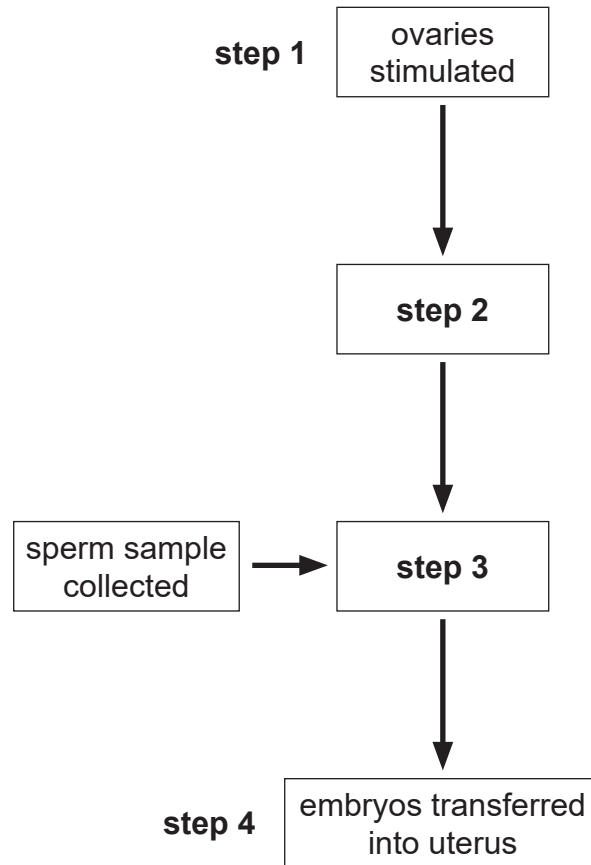 step 1
ovaries
stimulated
step 2
sperm sample
collected
step 3
step 4
embryos transferred
into uterus